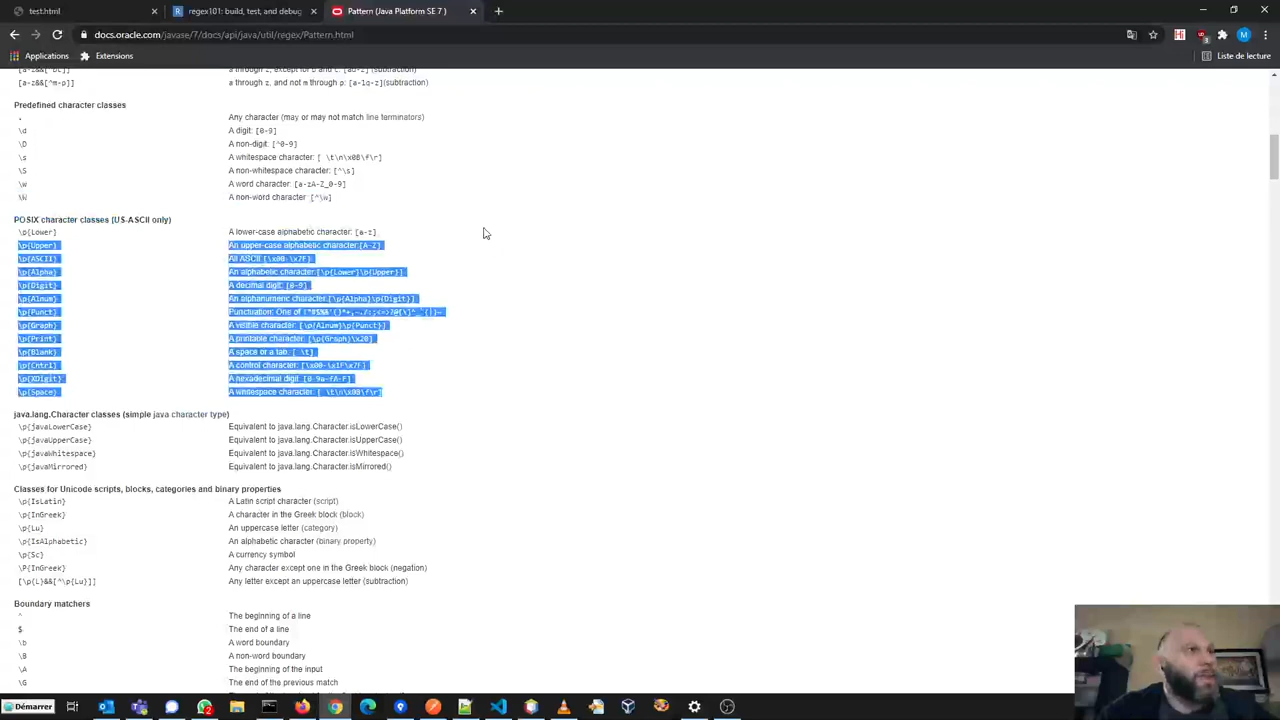 test.html
regex101: build, test, and debug
Pattern (Java Platform SE 7 )
docs.oracle.com/javase/7/docs/api/java/util/regex/Pattern.html
Applications
Extensions
Liste de lecture
[a-z&&[^m-p]] a through z, and not m through p: [a-lq-z](subtraction)
Predefined character classes
. Any character (may or may not match line terminators)
\d A digit: [0-9]
\D A non-digit: [^0-9]
\s A whitespace character: [ \t\n\x0B\f\r]
\S A non-whitespace character: [^\s]
\w A word character: [a-zA-Z_0-9]
\W A non-word character: [^\w]
POSIX character classes (US-ASCII only)
\p{Lower} A lower-case alphabetic character: [a-z]
\p{Upper} An upper-case alphabetic character:[A-Z]
\p{ASCII} All ASCII:[\x00-\x7F]
\p{Alpha} An alphabetic character:[\p{Lower}\p{Upper}]
\p{Digit} A decimal digit: [0-9]
\p{Alnum} An alphanumeric character:[\p{Alpha}\p{Digit}]
\p{Punct} Punctuation: One of
\p{Graph} A visible character: [\p{Alnum}\p{Punct}]
\p{Print} A printable character: [\p{Graph}\x20]
\p{Blank} A space or a tab: [ \t]
\p{Cntrl} A control character: [\x00-\x1F\x7F]
\p{XDigit} A hexadecimal digit: [0-9a-fA-F]
\p{Space} A whitespace character: [ \t\n\x0B\f\r]
java.lang.Character classes (simple java character type)
\p{javaLowerCase} Equivalent to java.lang.Character.isLowerCase()
\p{javaUpperCase} Equivalent to java.lang.Character.isUpperCase()
\p{javaWhitespace} Equivalent to java.lang.Character.isWhitespace()
\p{javaMirrored} Equivalent to java.lang.Character.isMirrored()
Classes for Unicode scripts, blocks, categories and binary properties
\p{IsLatin} A Latin script character (script)
\p{InGreek} A character in the Greek block (block)
\p{Lu} An uppercase letter (category)
\p{IsAlphabetic} An alphabetic character (binary property)
\p{Sc} A currency symbol
\P{InGreek} Any character except one in the Greek block (negation)
[\p{L}&&[^\p{Lu}]] Any letter except an uppercase letter (subtraction)
Boundary matchers
^ The beginning of a line
$ The end of a line
\b A word boundary
\B A non-word boundary
\A The beginning of the input
\G The end of the previous match
Démarrer